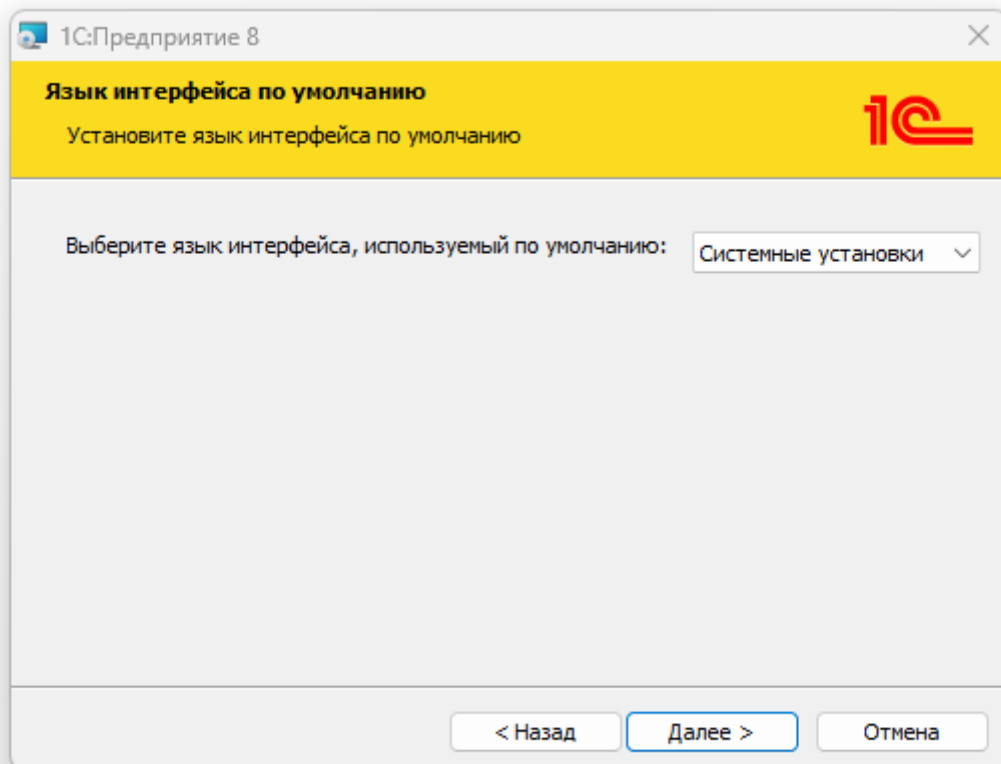 1С:Предприятие 8
Язык интерфейса по умолчанию
Установите язык интерфейса по умолчанию
1С
Выберите язык интерфейса, используемый по умолчанию: Системные установки
< Назад Далее > Отмена